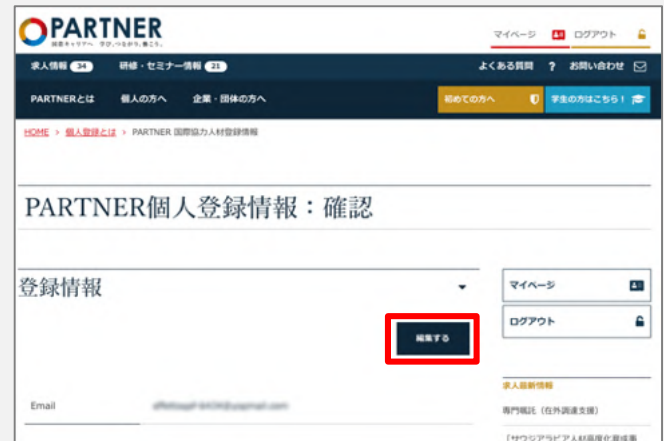 PARTNER
国際キャリアへ 学び、つながり、働こう。
マイページ ログアウト
求人情報 34 研修・セミナー情報 21 よくある質問 ? お問い合わせ
PARTNERとは 個人の方へ 企業・団体の方へ 初めての方へ 学生の方はこちら！
HOME > 個人登録とは > PARTNER 国際協力人材登録情報
PARTNER個人登録情報：確認
登録情報
マイページ
ログアウト
編集する
求人最新情報
Email
専門嘱託（在外調達支援）
「サウジアラビア人材高度化育成事